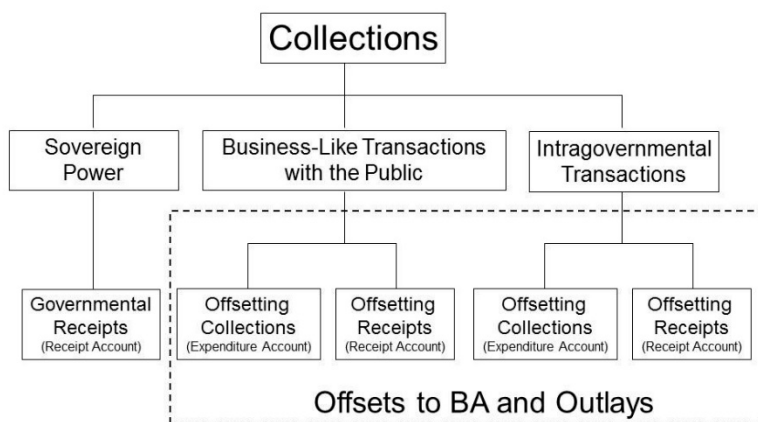 Collections
Sovereign
Power
Business-Like Transactions
with the Public
Intragovernmental
Transactions
Governmental
Receipts
(Receipt Account)
Offsetting
Collections
(Expenditure Account)
Offsetting
Receipts
(Receipt Account)
Offsetting
Collections
(Expenditure Account)
Offsetting
Receipts
(Receipt Account)
Offsets to BA and Outlays